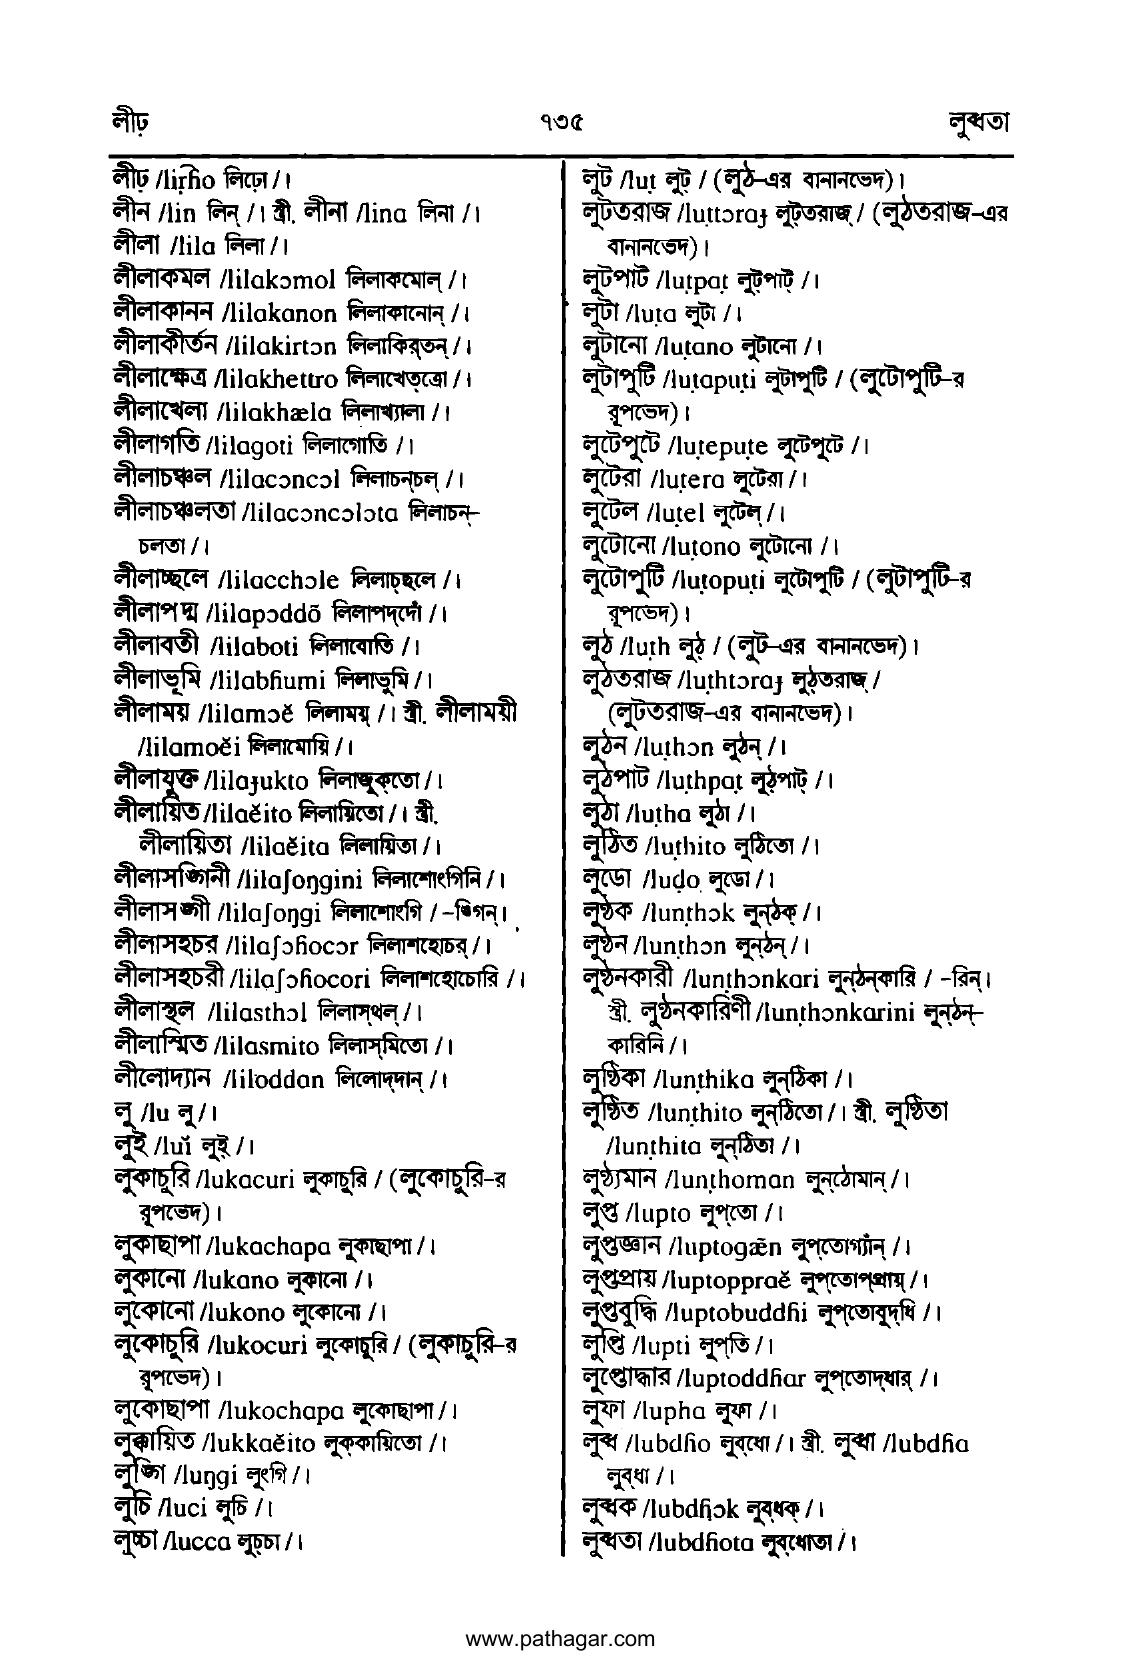 লীঢ় ৭৩৫ লুব্ধতা
লীঢ় /liṛɦo লিঢ়ো /।
লীন /lin লিন্ /। স্ত্রী. লীনা /lina লিনা /।
লীলা /lila লিলা /।
লীলাকমল /lilakɔmol লিলাকমোল্ /।
লীলাকানন /lilakanon লিলাকানোন্ /।
লীলাকীর্তন /lilakirtɔn লিলাকির্তন্ /।
লীলাক্ষেত্র /lilakhettro লিলাখেত্ত্রো /।
লীলাখেলা /lilakhæla লিলাখ্যালা /।
লীলাগতি /lilagoti লিলাগোতি /।
লীলাচঞ্চল /lilacɔncɔl লিলাচন্‌চল্ /।
লীলাচঞ্চলতা /lilacɔncɔlɔta লিলাচন্–
চলতা /।
লীলাচ্ছলে /lilacchɔle লিলাচ্ছলে /।
লীলাপদ্ম /lilapɔddõ লিলাপদ্‌দোঁ /।
লীলাবতী /lilaboti লিলাবোতি /।
লীলাভূমি /lilabɦumi লিলাভুমি /।
লীলাময় /lilamɔĕ লিলাময়্ /। স্ত্রী. লীলাময়ী
/lilamoĕi লিলামোয়ি /।
লীলাযুক্ত /lilaɟukto লিলাজুক্‌তো /।
লীলায়িত /lilaĕito লিলায়িতো /। স্ত্রী.
লীলায়িতা /lilaĕita লিলায়িতা /।
লীলাসঙ্গিনী /lilaʃoŋgini লিলাশোংগিনি /।
লীলাসঙ্গী /lilaʃoŋgi লিলাশোংগি / –ঙ্গিন্।
লীলাসহচর /lilaʃɔɦocɔr লিলাশহোচর্ /।
লীলাসহচরী /lilaʃɔɦocori লিলাশহোচোরি /।
লীলাস্থল /lilasthɔl লিলাস্‌থল্ /।
লীলাস্মিত /lilasmito লিলাস্‌মিতো /।
লীলোদ্যান /liloddan লিলোদ্‌দান্ /।
লু /lu লু /।
লুই /luĭ লুই্ /।
লুকাচুরি /lukacuri লুকাচুরি / (লুকোচুরি–র
রূপভেদ)।
লুকাছাপা /lukachapa লুকাছাপা /।
লুকানো /lukano লুকানো /।
লুকোনো /lukono লুকোনো /।
লুকোচুরি /lukocuri লুকোচুরি / (লুকাচুরি–র
রূপভেদ)।
লুকোছাপা /lukochapa লুকোছাপা /।
লুক্কায়িত /lukkaĕito লুক্‌কায়িতো /।
লুঙ্গি /luŋgi লুংগি /।
লুচি /luci লুচি /।
লুচ্চা /lucca লুচ্‌চা /।
লুট /luṭ লুট্ / (লুঠ–এর বানানভেদ)।
লুটতরাজ /luṭtɔraɟ লুট্‌তরাজ্ / (লুঠতরাজ–এর
বানানভেদ)।
লুটপাট /luṭpaṭ লুট্‌পাট্ /।
লুটা /luṭa লুটা /।
লুটানো /luṭano লুটানো /।
লুটাপুটি /luṭapuṭi লুটাপুটি / (লুটোপুটি–র
রূপভেদ)।
লুটেপুটে /luṭepuṭe লুটেপুটে /।
লুটেরা /luṭera লুটেরা /।
লুটেল /luṭel লুটেল্ /।
লুটোনো /luṭono লুটোনো /।
লুটোপুটি /luṭoputi লুটোপুটি / (লুটাপুটি–র
রূপভেদ)।
লুঠ /luṭh লুঠ্ / (লুট–এর বানানভেদ)।
লুঠতরাজ /luṭhtɔraɟ লুঠ্‌তরাজ্ /
(লুটতরাজ–এর বানানভেদ)।
লুঠন /luṭhɔn লুঠন্ /।
লুঠপাট /luṭhpaṭ লুঠ্‌পাট্ /।
লুঠা /luṭha লুঠা /।
লুঠিত /luṭhito লুঠিতো /।
লুডো /luḍo লুডো /।
লুণ্ঠক /lunṭhɔk লুন্‌ঠক্ /।
লুণ্ঠন /lunṭhɔn লুন্‌ঠন্ /।
লুণ্ঠনকারী /lunṭhɔnkari লুন্‌ঠন্‌কারি / –রিন্।
স্ত্রী. লুণ্ঠনকারিণী /lunṭhɔnkarini লুন্‌ঠন্–
কারিনি /।
লুণ্ঠিকা /lunṭhika লুন্‌ঠিকা /।
লুণ্ঠিত /lunṭhito লুন্‌ঠিতো /। স্ত্রী. লুণ্ঠিতা
/lunṭhita লুন্‌ঠিতা /।
লুণ্ঠ্যমান /lunṭhoman লুন্‌ঠোমান্ /।
লুপ্ত /lupto লুপ্‌তো /।
লুপ্তজ্ঞান /luptogæ̃n লুপ্‌তোগ্যাঁন্ /।
লুপ্তপ্রায় /luptoppraĕ লুপ্‌তোপ্‌প্রায়্ /।
লুপ্তবুদ্ধি /luptobuddɦi লুপ্‌তোবুদ্‌ধি /।
লুপ্তি /lupti লুপ্‌তি /।
লুপ্তোদ্ধার /luptoddɦar লুপ্‌তোদ্‌ধার্ /।
লুফা /lupha লুফা /।
লুব্ধ /lubdɦo লুব্‌ধো /। স্ত্রী. লুব্ধা /lubdɦa
লুব্‌ধা /।
লুব্ধক /lubdɦɔk লুব্‌ধক্ /।
লুব্ধতা /lubdɦota লুব্‌ধোতা /।
www.pathagar.com